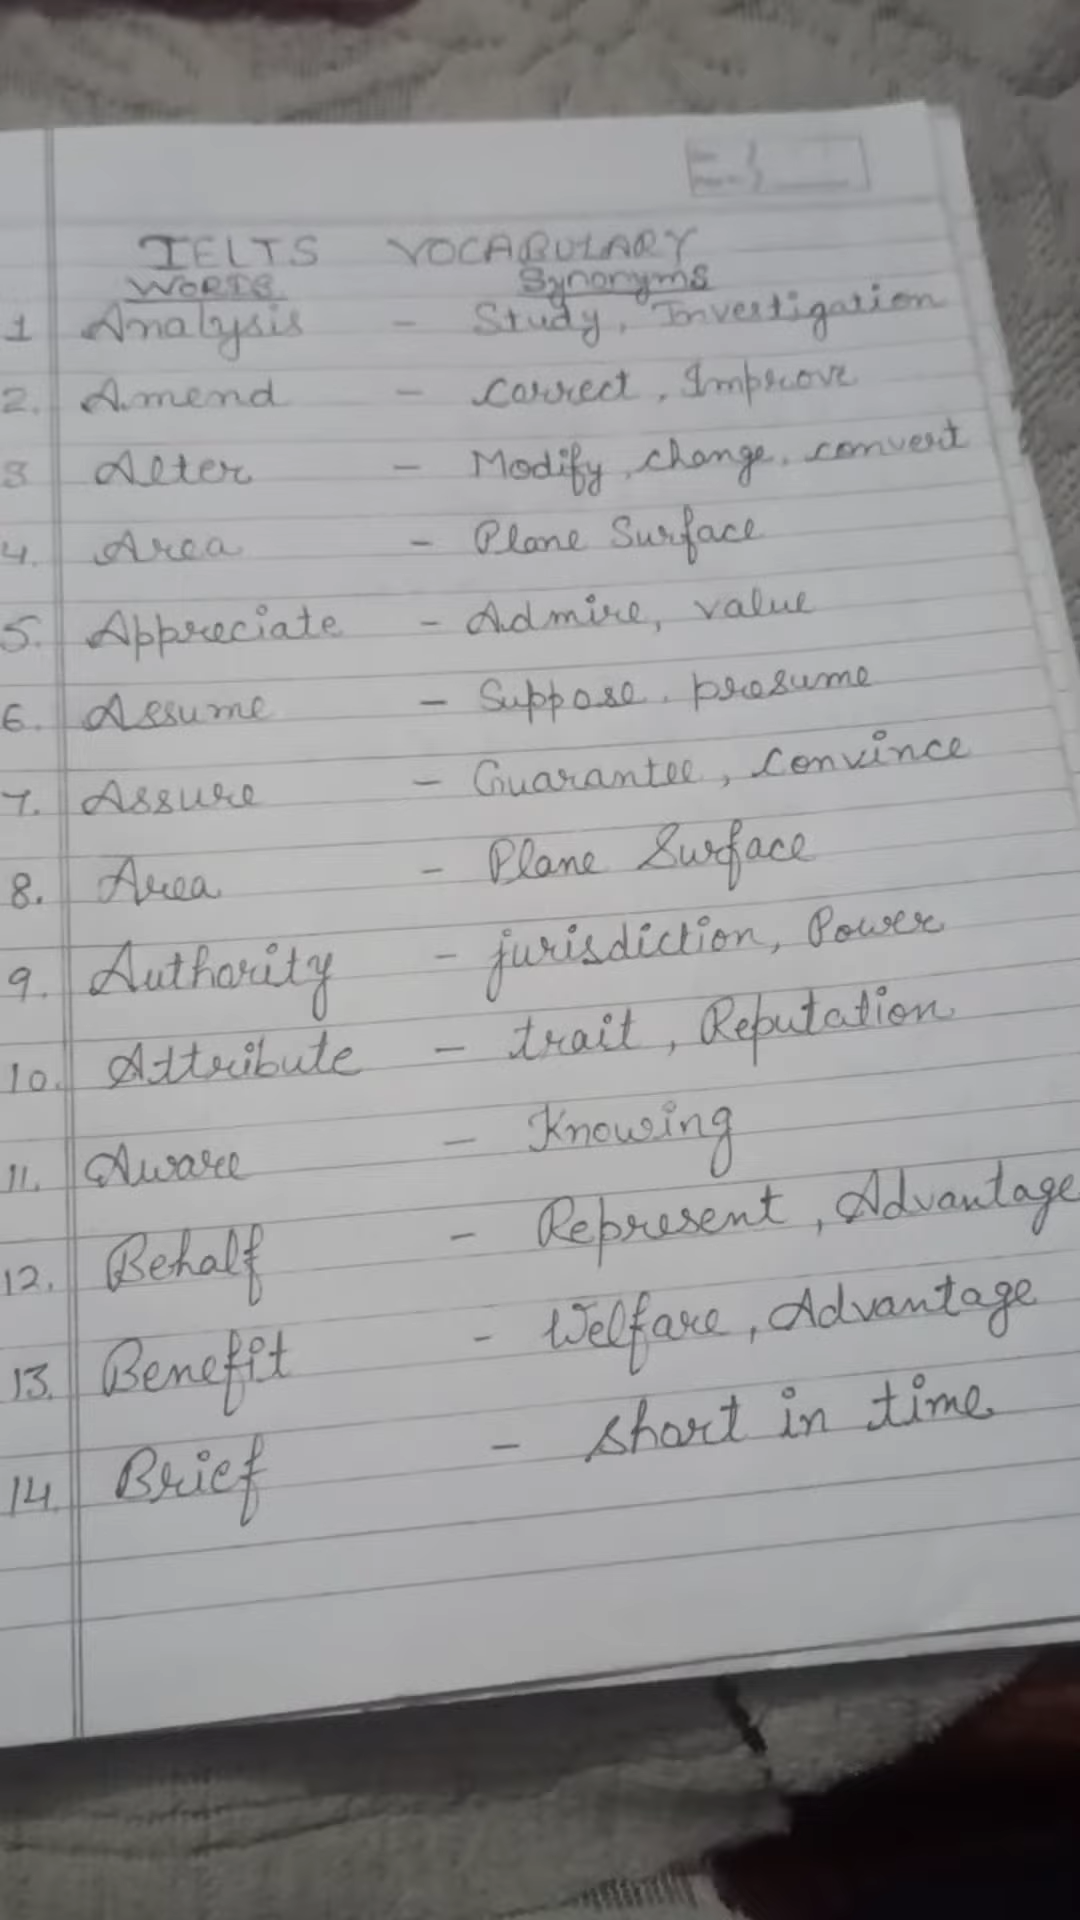 IELTS VOCABULARY
Words Synonyms
1 Analysis - Study, Investigation
2. Amend - correct, Improve
3 Alter - Modify, change, convert
4. Area - Plane Surface
5. Appreciate - Admire, value
6. Assume - Suppose, presume
7. Assure - Guarantee, convince
8. Area - Plane Surface
9. Authority - jurisdiction, Power
10. Attribute - trait, Reputation
11. Aware - Knowing
12. Behalf - Represent, Advantage
13. Benefit - Welfare, Advantage
14. Brief - short in time